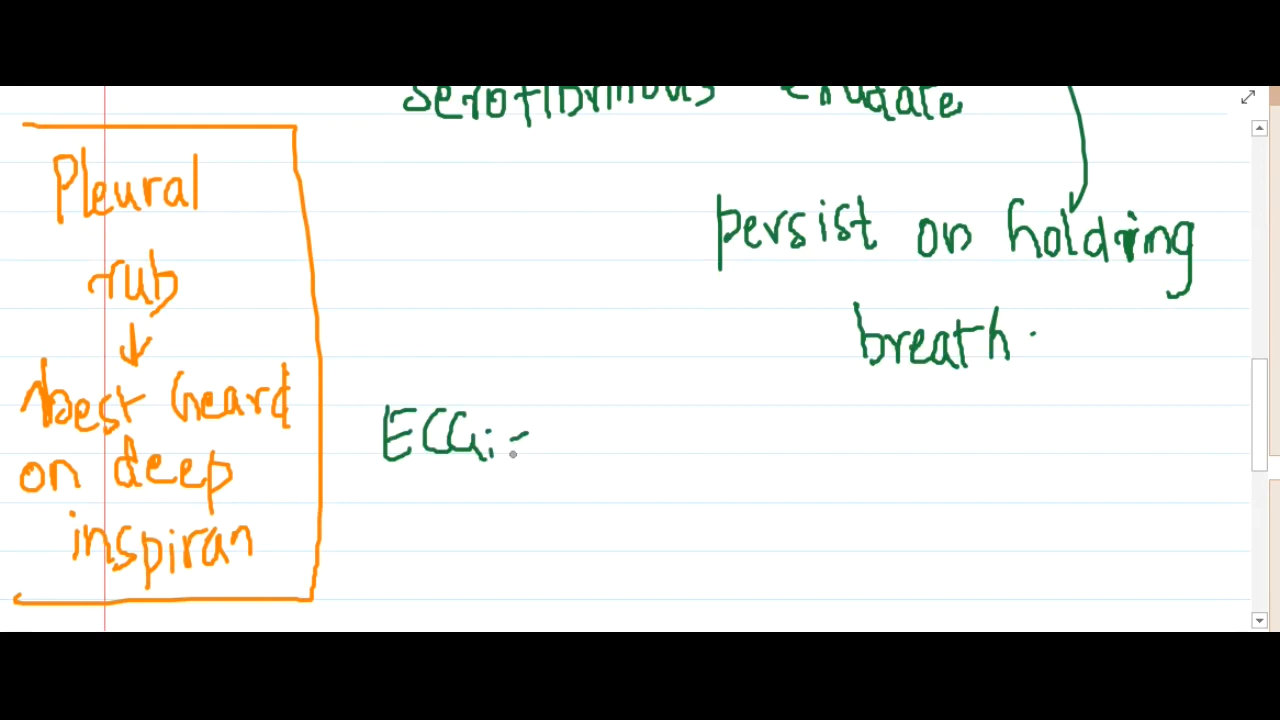 serofibrinous exudate
persist on holding
breath.
ECG:-
Pleural
rub
↓
best heard
on deep
inspiran